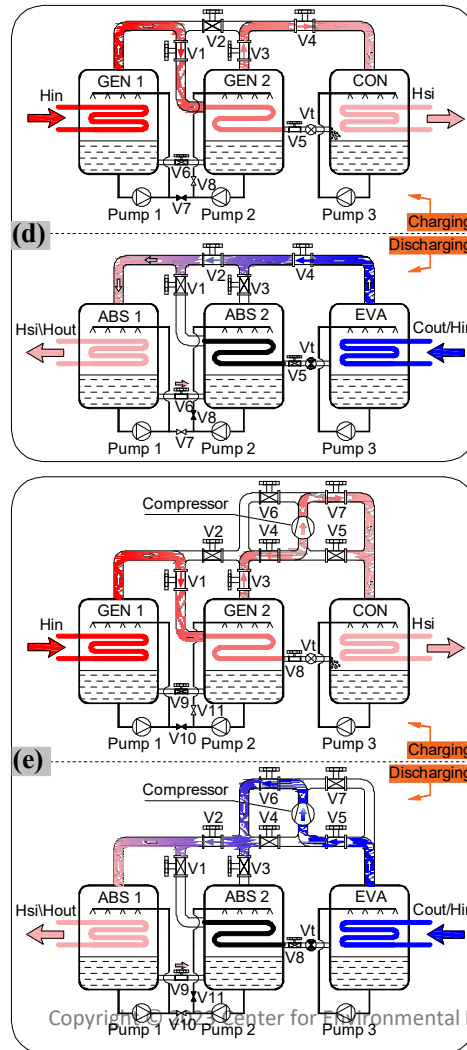 V2
V4
V1
V3
GEN 1
GEN 2
CON
Hin
Hsi
Vt
V5
V6
V8
Pump 1
V7
Pump 2
Pump 3
Charging
(d)
Discharging
V2
V4
V1
V3
ABS 1
ABS 2
EVA
Hsi\Hout
Cout/Hin
Vt
V5
V6
V8
Pump 1
V7
Pump 2
Pump 3
Compressor
V6
V7
V2
V4
V5
V1
V3
GEN 1
GEN 2
CON
Hin
Hsi
Vt
V8
V9
V11
Pump 1
V10
Pump 2
Pump 3
Charging
(e)
Discharging
Compressor
V6
V7
V2
V4
V5
V1
V3
ABS 1
ABS 2
EVA
Hsi\Hout
Cout/Hin
Vt
V8
V9
V11
Copyright © 2023 Center for Environmental
Pump 1
V10
Pump 2
Pump 3